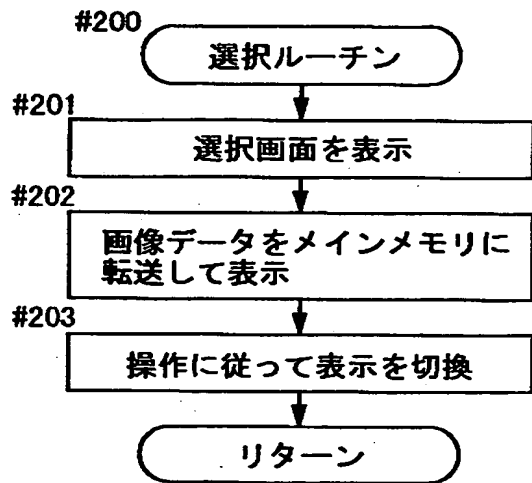 #200
選択ルーチン
#201
選択画面を表示
#202
画像データをメインメモリに
転送して表示
#203
操作に従って表示を切換
リターン